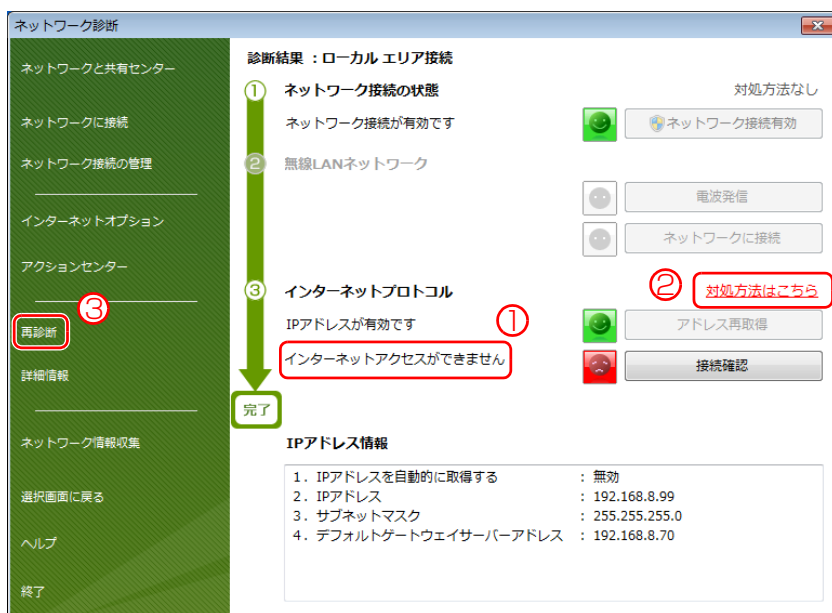 ネットワーク診断
ネットワークと共有センター
ネットワークに接続
ネットワーク接続の管理
インターネットオプション
アクションセンター
③
再診断
詳細情報
ネットワーク情報収集
選択画面に戻る
ヘルプ
終了
診断結果 :ローカル エリア接続
① ネットワーク接続の状態 対処方法なし
ネットワーク接続が有効です ネットワーク接続有効
② 無線LANネットワーク
電波発信
ネットワークに接続
③ インターネットプロトコル ② 対処方法はこちら
IPアドレスが有効です ① アドレス再取得
インターネットアクセスができません 接続確認
完了
IPアドレス情報
1. IPアドレスを自動的に取得する : 無効
2. IPアドレス : 192.168.8.99
3. サブネットマスク : 255.255.255.0
4. デフォルトゲートウェイサーバーアドレス : 192.168.8.70